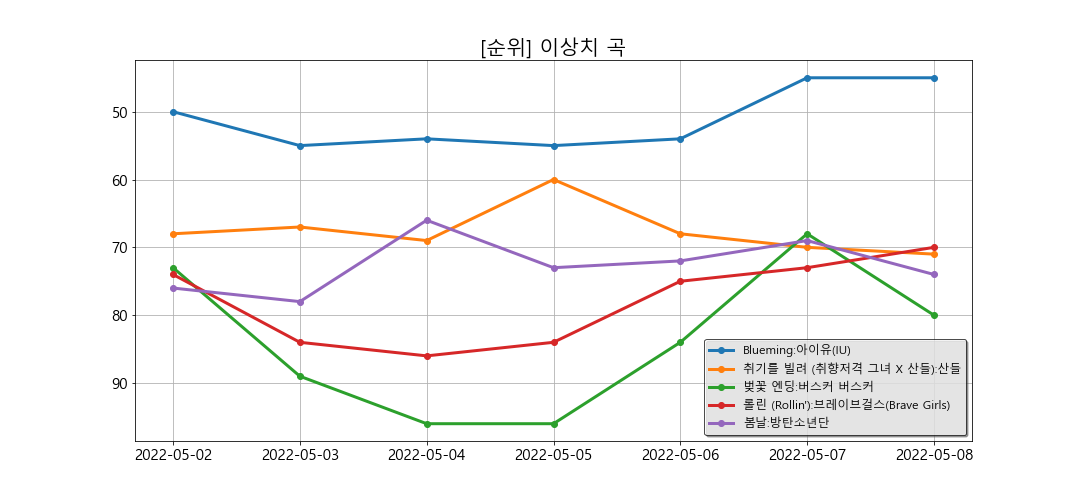 [순위] 이상치 곡
50
60
70
80
90
2022-05-02 2022-05-03 2022-05-04 2022-05-05 2022-05-06 2022-05-07 2022-05-08
Blueming:아이유(IU)
취기를 빌려 (취향저격 그녀 X 산들):산들
벚꽃 엔딩:버스커 버스커
롤린 (Rollin'):브레이브걸스(Brave Girls)
봄날:방탄소년단